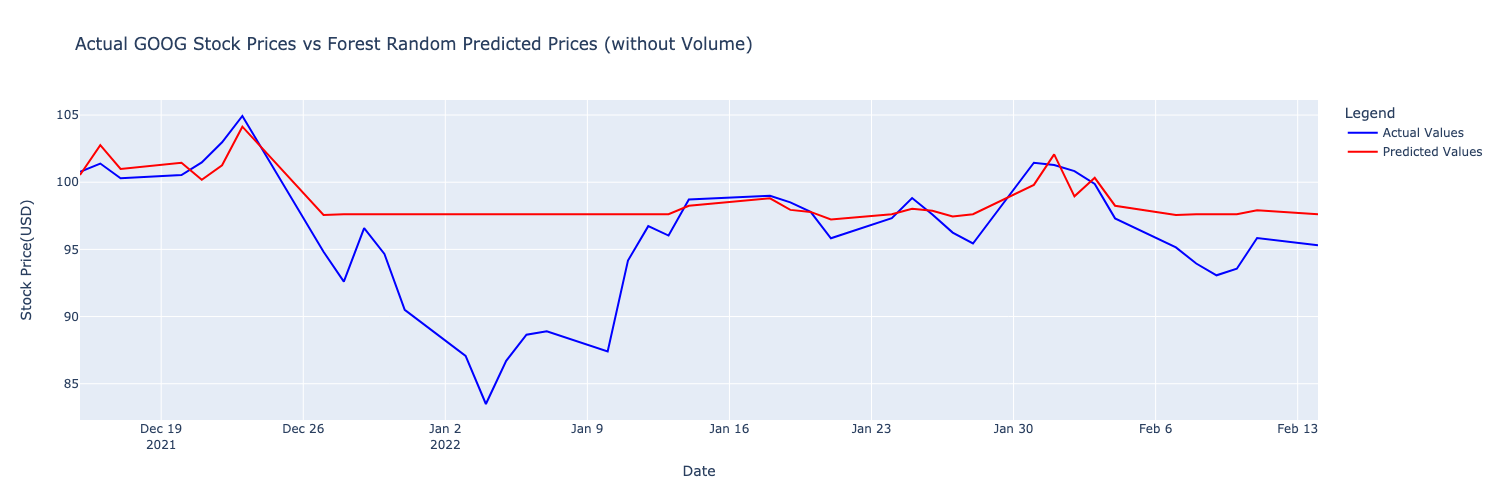 Actual GOOG Stock Prices vs Forest Random Predicted Prices (without Volume)
Legend
Actual Values
Predicted Values
Stock Price(USD)
105
100
95
90
85
Dec 19
2021
Dec 26
Jan 2
2022
Jan 9
Jan 16
Jan 23
Jan 30
Feb 6
Feb 13
Date